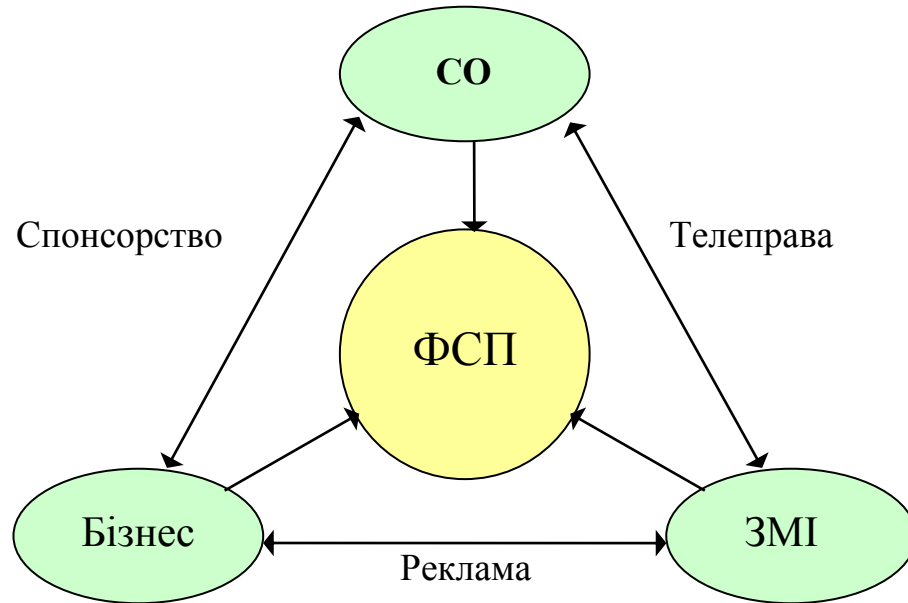 СО
Спонсорство
Телеправа
ФСП
Бізнес
ЗМІ
Реклама